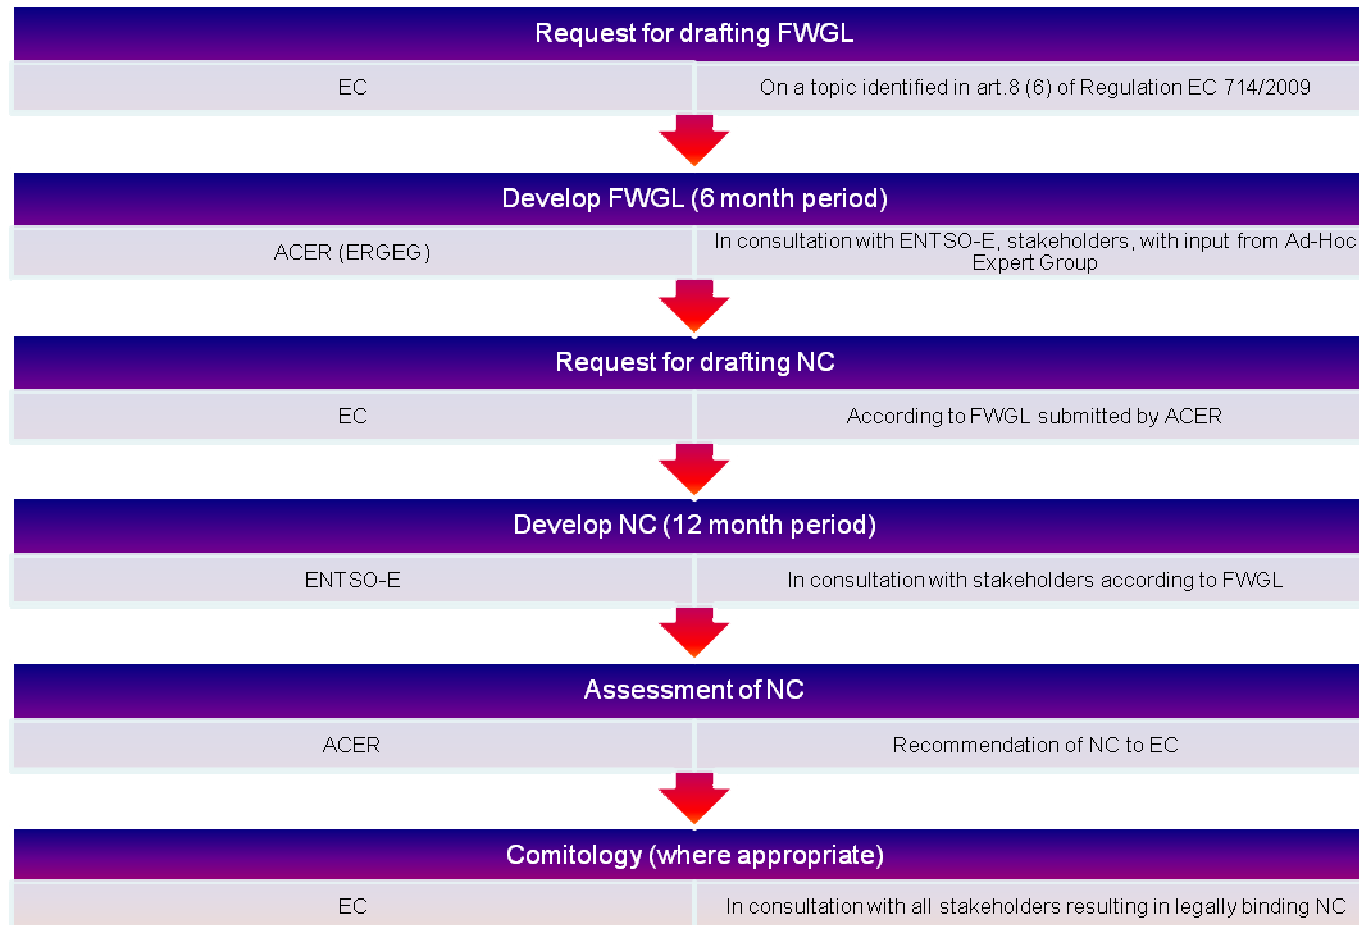 Request for drafting FWGL
EC
On a topic identified in art.8 (6) of Regulation EC 714/2009
Develop FWGL (6 month period)
ACER (ERGEG)
In consultation with ENTSO-E, stakeholders, with input from Ad-Hoc
Expert Group
Request for drafting NC
EC
According to FWGL submitted by ACER
Develop NC (12 month period)
ENTSO-E
In consultation with stakeholders according to FWGL
Assessment of NC
ACER
Recommendation of NC to EC
Comitology (where appropriate)
EC
In consultation with all stakeholders resulting in legally binding NC